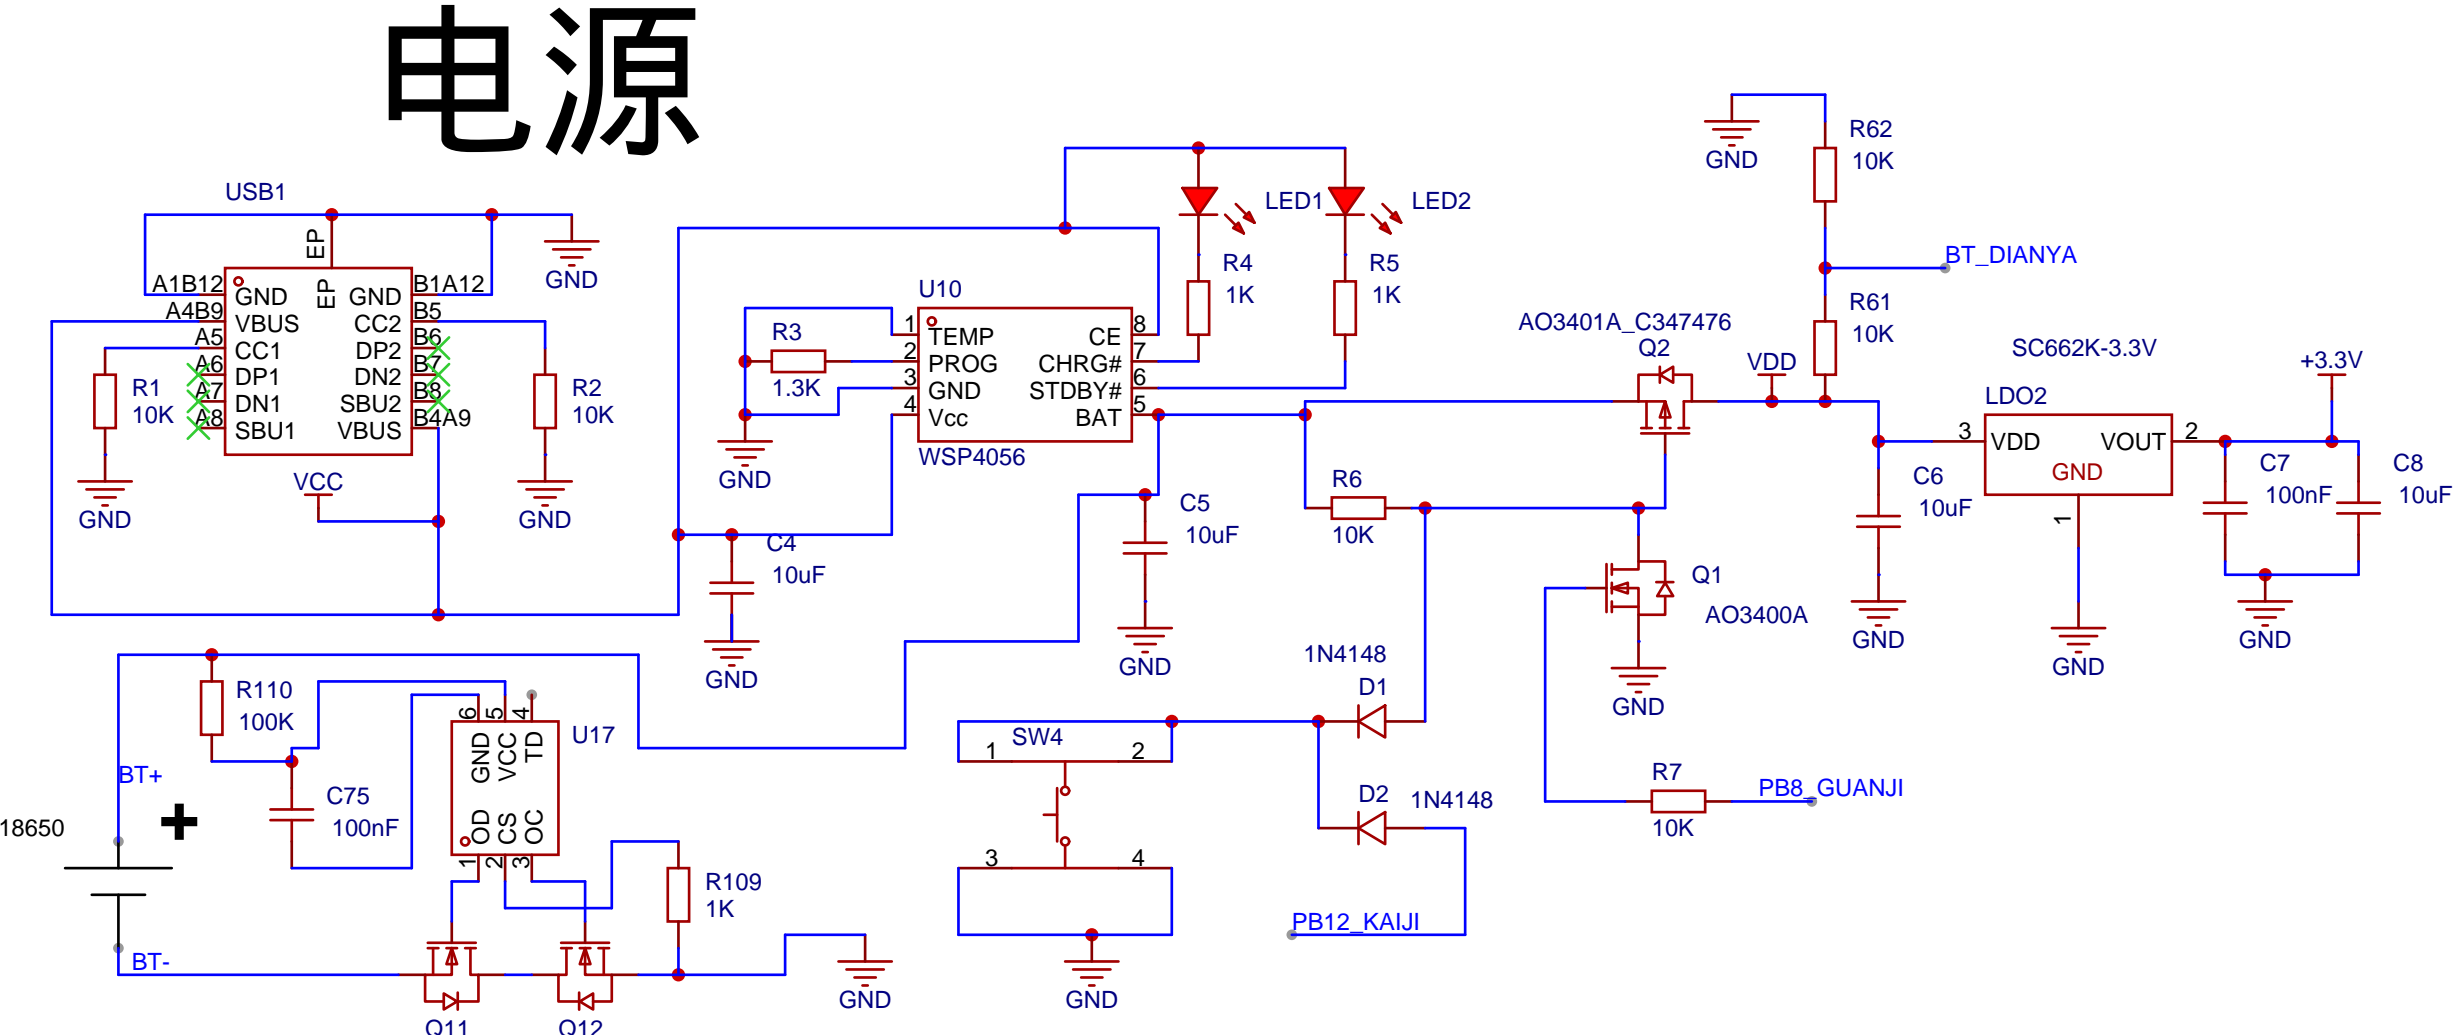 电源
USB1
EP
EP
A1B12
GND
GND
B1A12
GND
A4B9
VBUS
CC2
B5
A5
CC1
DP2
B6
A6
DP1
DN2
B7
A7
DN1
SBU2
B8
A8
SBU1
VBUS
B4A9
R1
10K
R2
10K
GND
VCC
GND
U10
1
TEMP
CE
8
2
PROG
CHRG#
7
3
GND
STDBY#
6
4
Vcc
BAT
5
WSP4056
R3
1.3K
GND
LED1
LED2
R4
1K
R5
1K
C4
10uF
GND
C5
10uF
GND
R62
10K
GND
BT_DIANYA
R61
10K
AO3401A_C347476
Q2
VDD
R6
10K
Q1
AO3400A
GND
SC662K-3.3V
LDO2
3
VDD
VOUT
2
GND
1
+3.3V
C6
10uF
GND
GND
C7
100nF
C8
10uF
GND
R110
100K
BT+
18650
+
BT-
C75
100nF
U17
6
5
4
GND
VCC
TD
OD
CS
OC
1
2
3
R109
1K
Q11
Q12
GND
SW4
1
2
3
4
GND
1N4148
D1
D2
1N4148
PB12_KAIJI
R7
10K
PB8_GUANJI